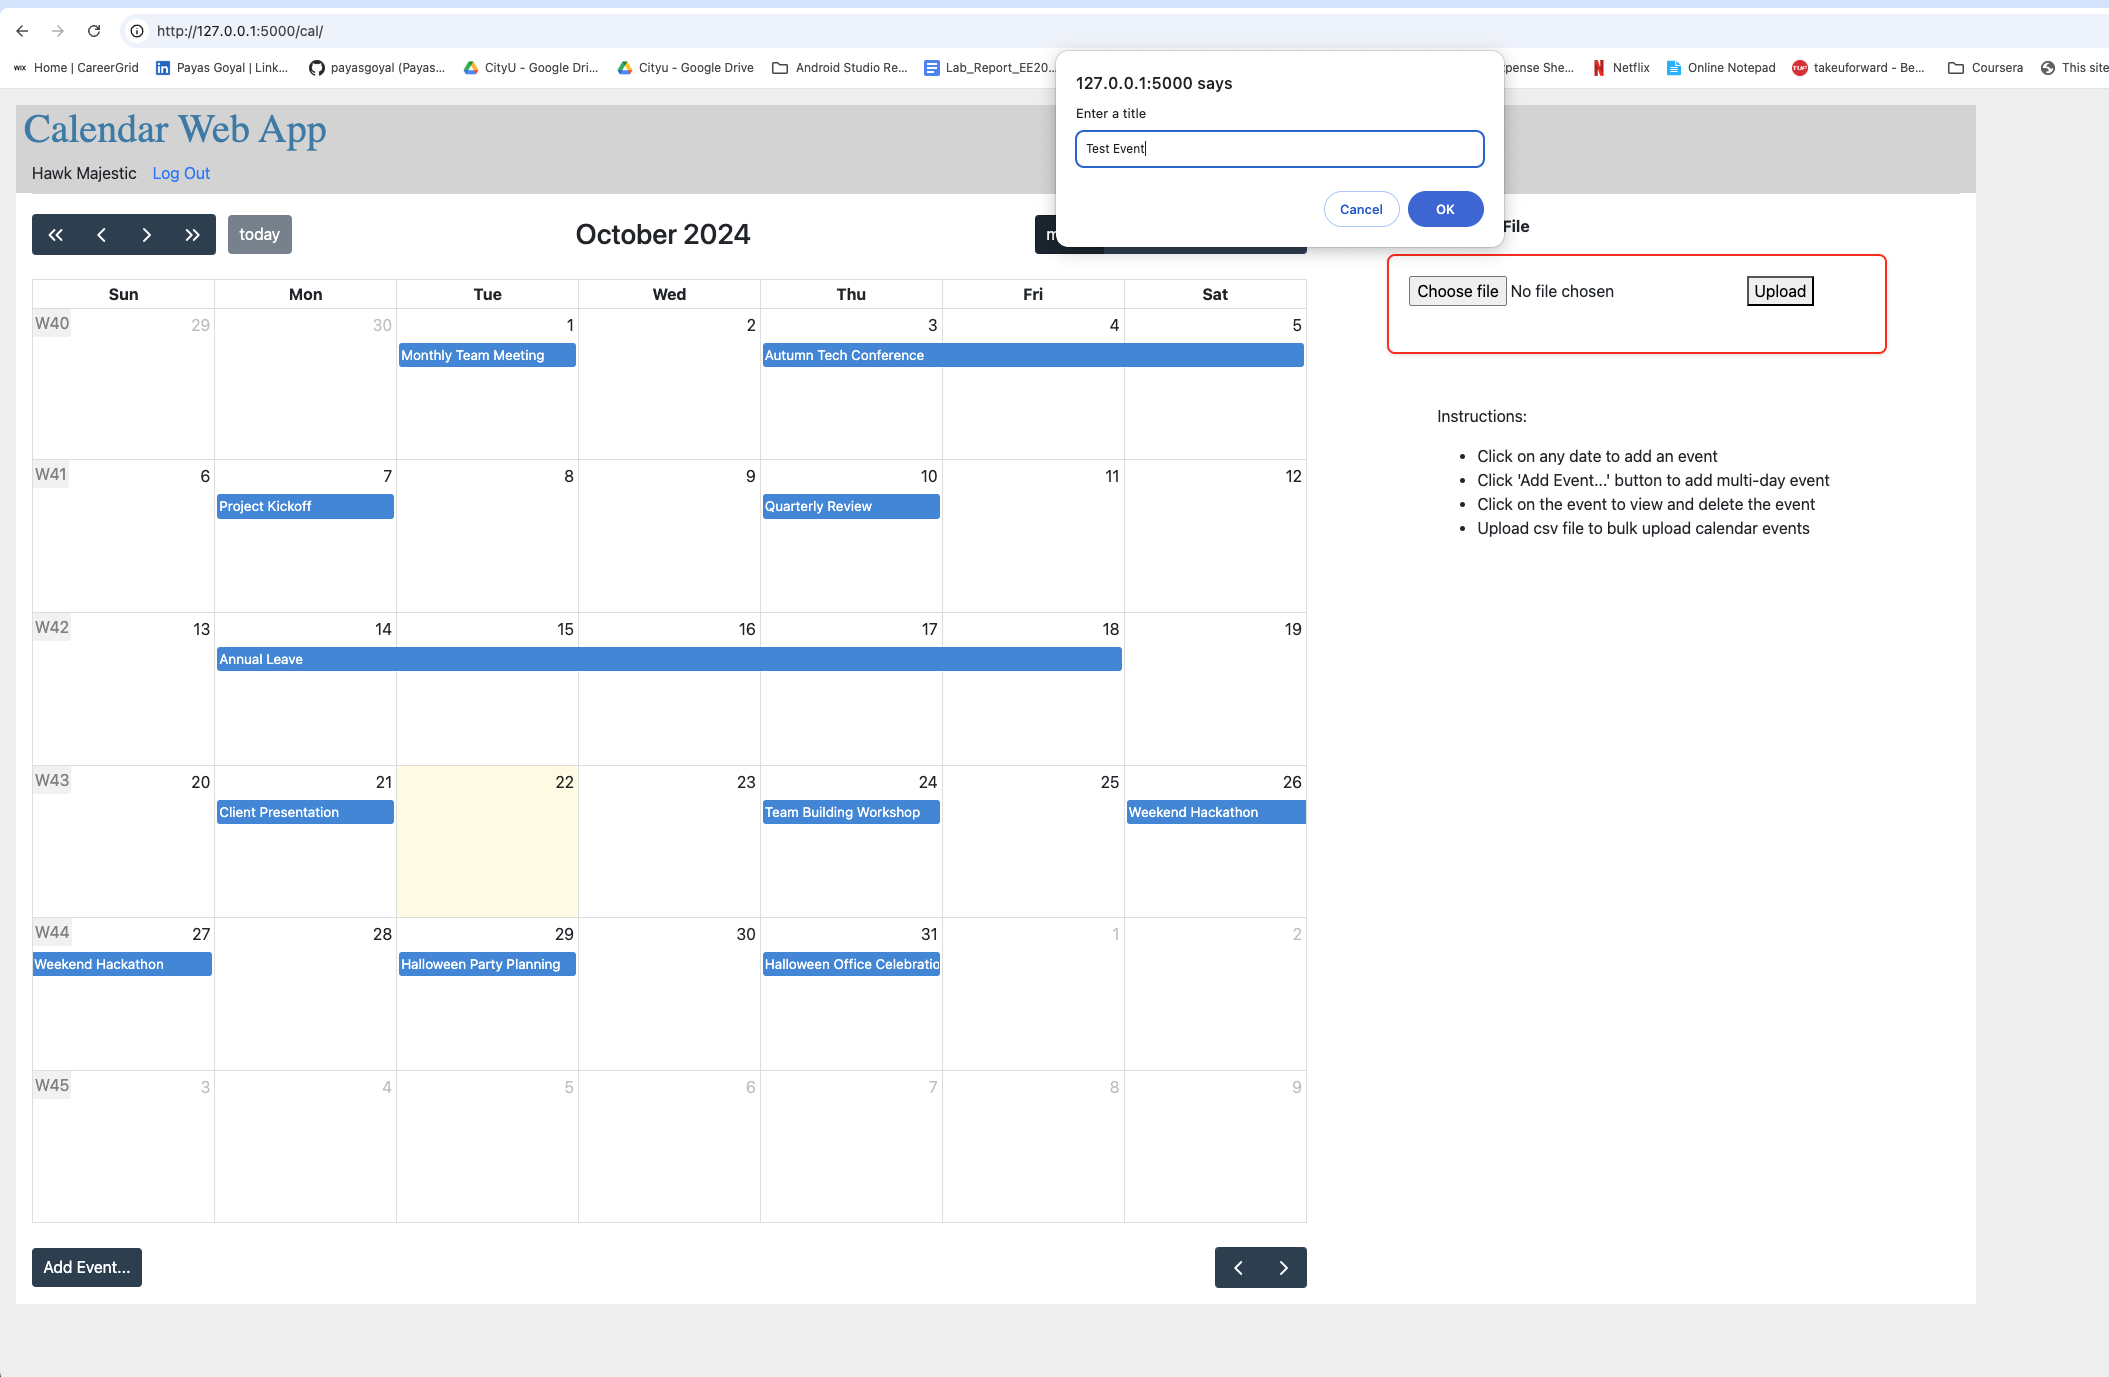 http://127.0.0.1:5000/cal/
WIX Home | CareerGrid
in Payas Goyal | Link...
payasgoyal (Payas...
CityU - Google Dri...
Cityu - Google Drive
Android Studio Re...
Lab_Report_EE20...
pense She...
Netflix
Online Notepad
TUF takeuforward - Be...
Coursera
This site
127.0.0.1:5000 says
Enter a title
Test Event
Cancel
OK
Calendar Web App
Hawk Majestic Log Out
today
October 2024
File
Choose file No file chosen
Upload
Sun Mon Tue Wed Thu Fri Sat
W40 29 30 1 2 3 4 5
Monthly Team Meeting
Autumn Tech Conference
W41 6 7 8 9 10 11 12
Project Kickoff
Quarterly Review
W42 13 14 15 16 17 18 19
Annual Leave
W43 20 21 22 23 24 25 26
Client Presentation
Team Building Workshop
Weekend Hackathon
W44 27 28 29 30 31 1 2
Weekend Hackathon
Halloween Party Planning
Halloween Office Celebratio
W45 3 4 5 6 7 8 9
Add Event...
Instructions:
Click on any date to add an event
Click 'Add Event...' button to add multi-day event
Click on the event to view and delete the event
Upload csv file to bulk upload calendar events